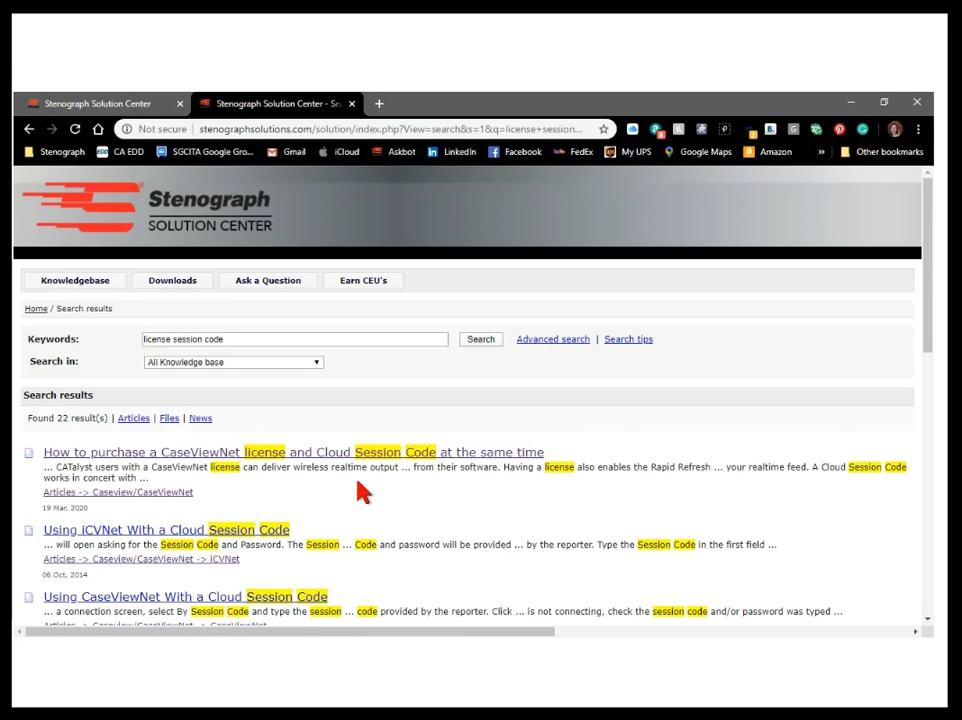 Stenograph Solution Center
Stenograph Solution Center - Se
Not secure
stenographsolutions.com/solution/index.php?View=search&s=1&q=license+session...
Stenograph
CA EDD
SGCITA Google Gro...
Gmail
iCloud
Askbot
LinkedIn
Facebook
FedEx
My UPS
Google Maps
Amazon
»
Other bookmarks
Stenograph
SOLUTION CENTER
Knowledgebase
Downloads
Ask a Question
Earn CEU's
Home / Search results
Keywords: license session code Search Advanced search | Search tips
Search in: All Knowledge base
Search results
Found 22 result(s) | Articles | Files | News
How to purchase a CaseViewNet license and Cloud Session Code at the same time
... CATalyst users with a CaseViewNet license can deliver wireless realtime output ... from their software. Having a license also enables the Rapid Refresh ... your realtime feed. A Cloud Session Code
works in concert with ...
Articles -> Caseview/CaseViewNet
19 Mar, 2020
Using iCVNet With a Cloud Session Code
... will open asking for the Session Code and Password. The Session ... Code and password will be provided ... by the reporter. Type the Session Code in the first field ...
Articles -> Caseview/CaseViewNet -> iCVNet
06 Oct, 2014
Using CaseViewNet With a Cloud Session Code
... a connection screen, select By Session Code and type the session ... code provided by the reporter. Click ... is not connecting, check the session code and/or password was typed ...
Articles -> Caseview/CaseViewNet -> CaseViewNet